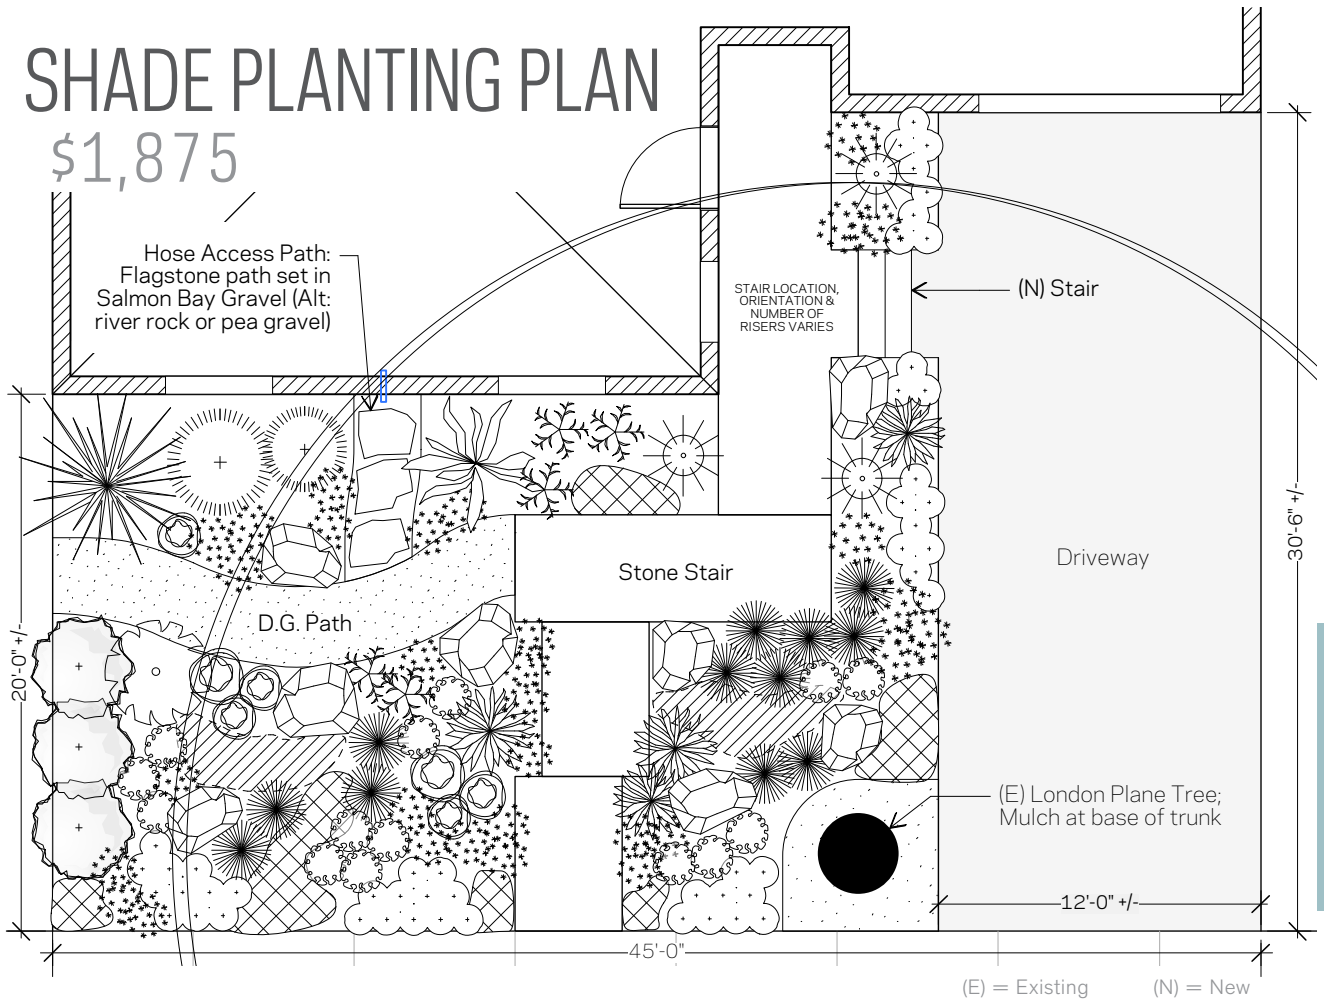 SHADE PLANTING PLAN
$1,875
Hose Access Path:
Flagstone path set in
Salmon Bay Gravel (Alt:
river rock or pea gravel)
STAIR LOCATION,
ORIENTATION &
NUMBER OF
RISERS VARIES
(N) Stair
Stone Stair
Driveway
30'-6" +/-
D.G. Path
20'-0" +/-
(E) London Plane Tree;
Mulch at base of trunk
12'-0" +/-
45'-0"
(E) = Existing
(N) = New